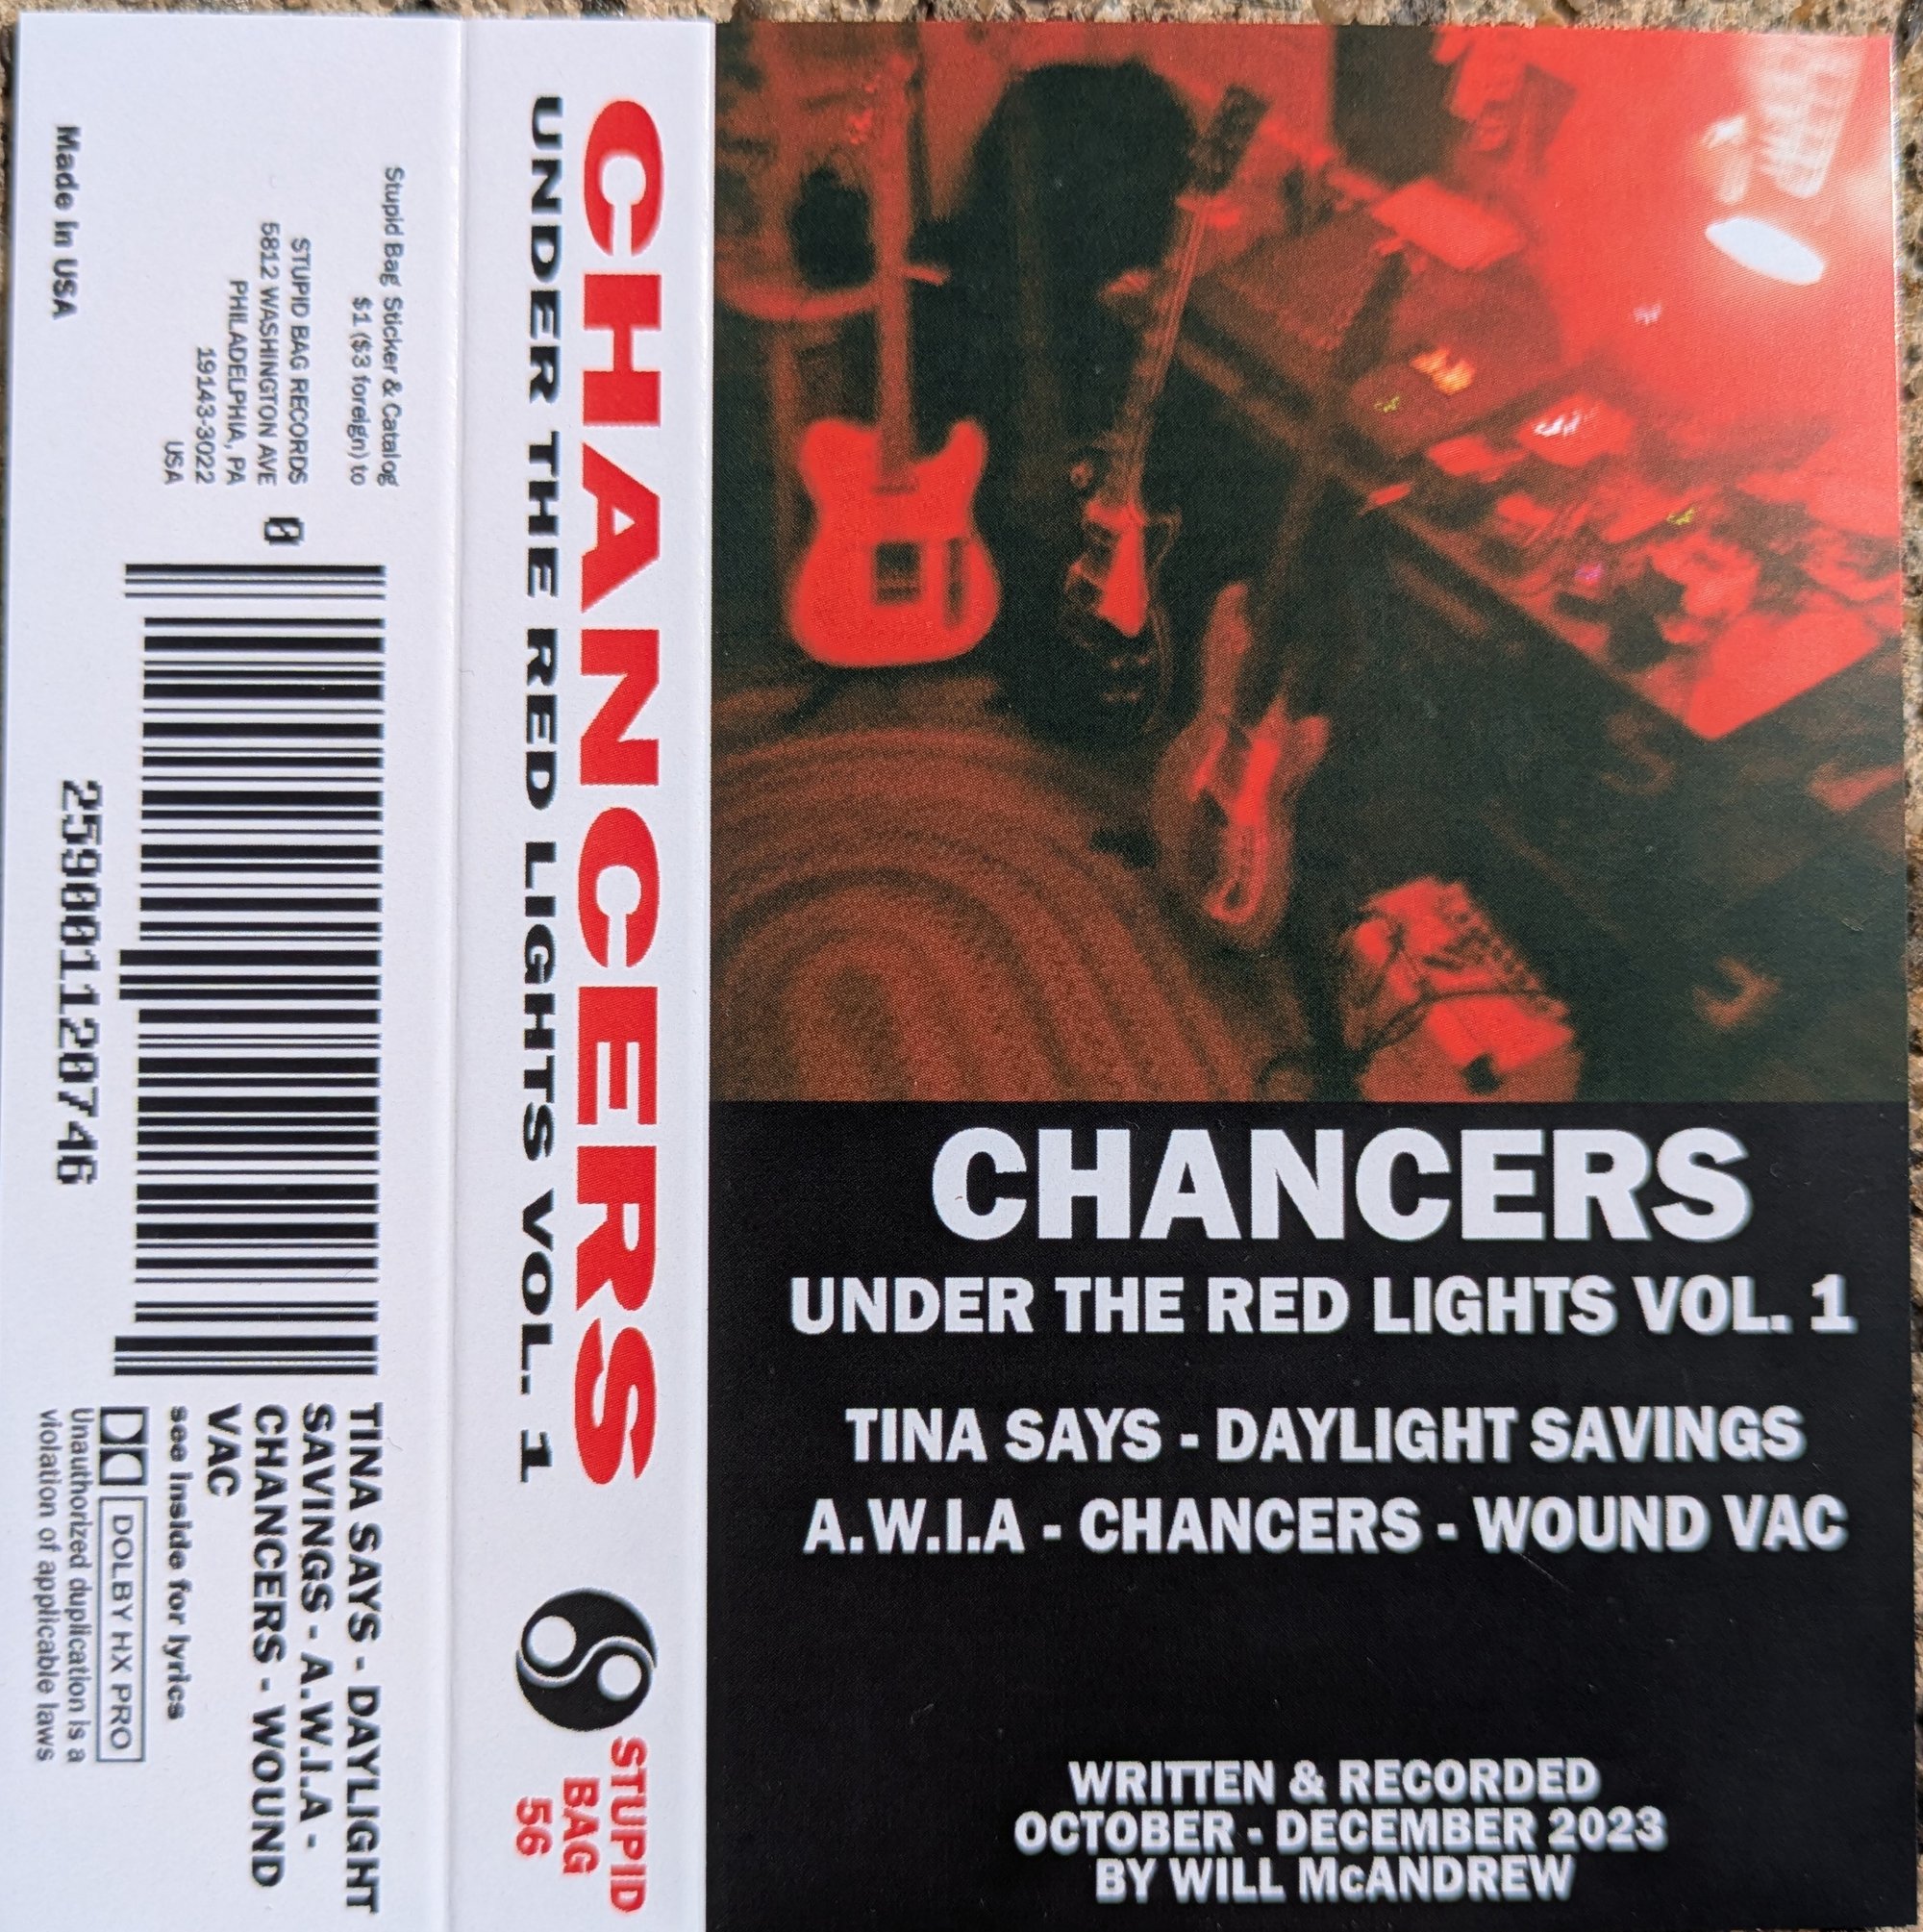 CHANCERS
UNDER THE RED LIGHTS VOL. 1
TINA SAYS - DAYLIGHT SAVINGS
A.W.I.A - CHANCERS - WOUND VAC
WRITTEN & RECORDED
OCTOBER - DECEMBER 2023
BY WILL McANDREW
CHANCERS
UNDER THE RED LIGHTS VOL. 1
STUPID
BAG
56
Stupid Bag Sticker & Catalog
$1 ($3 foreign) to
STUPID BAG RECORDS
5812 WASHINGTON AVE
PHILADELPHIA, PA
19143-3022
USA
Made in USA
0
259001120746
TINA SAYS - DAYLIGHT
SAVINGS - A.W.I.A -
CHANCERS - WOUND
VAC
see inside for lyrics
DOLBY HX PRO
Unauthorized duplication is a
violation of applicable laws